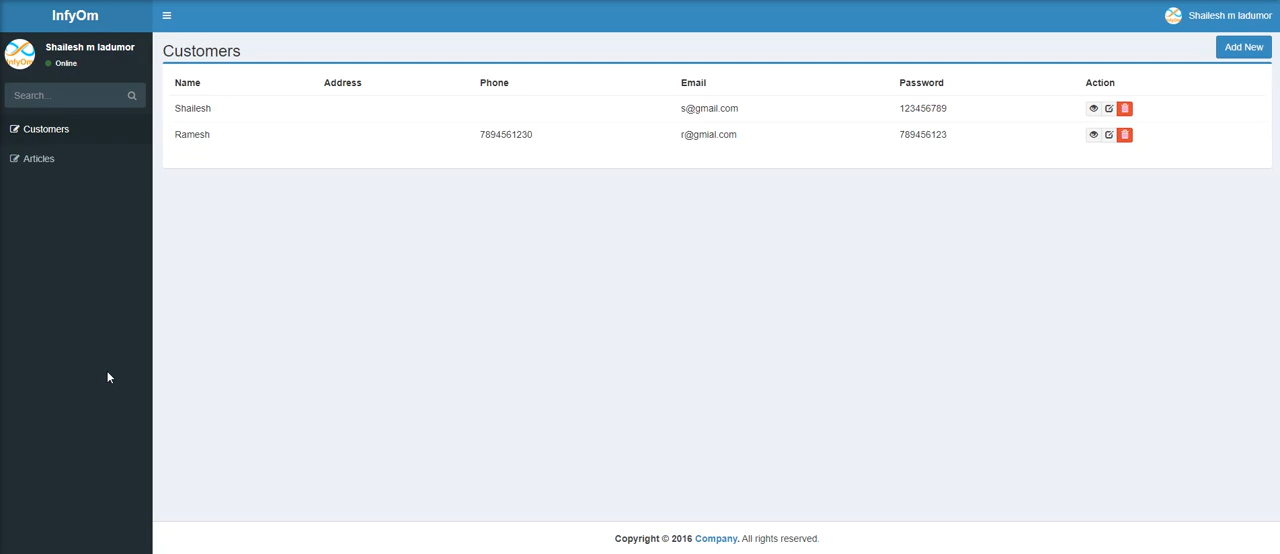 InfyOm
Shailesh m ladumor
Shailesh m ladumor
Online
Search...
Customers
Articles
Customers
Add New
Name Address Phone Email Password Action
Shailesh s@gmail.com 123456789
Ramesh 7894561230 r@gmial.com 789456123
Copyright © 2016 Company. All rights reserved.